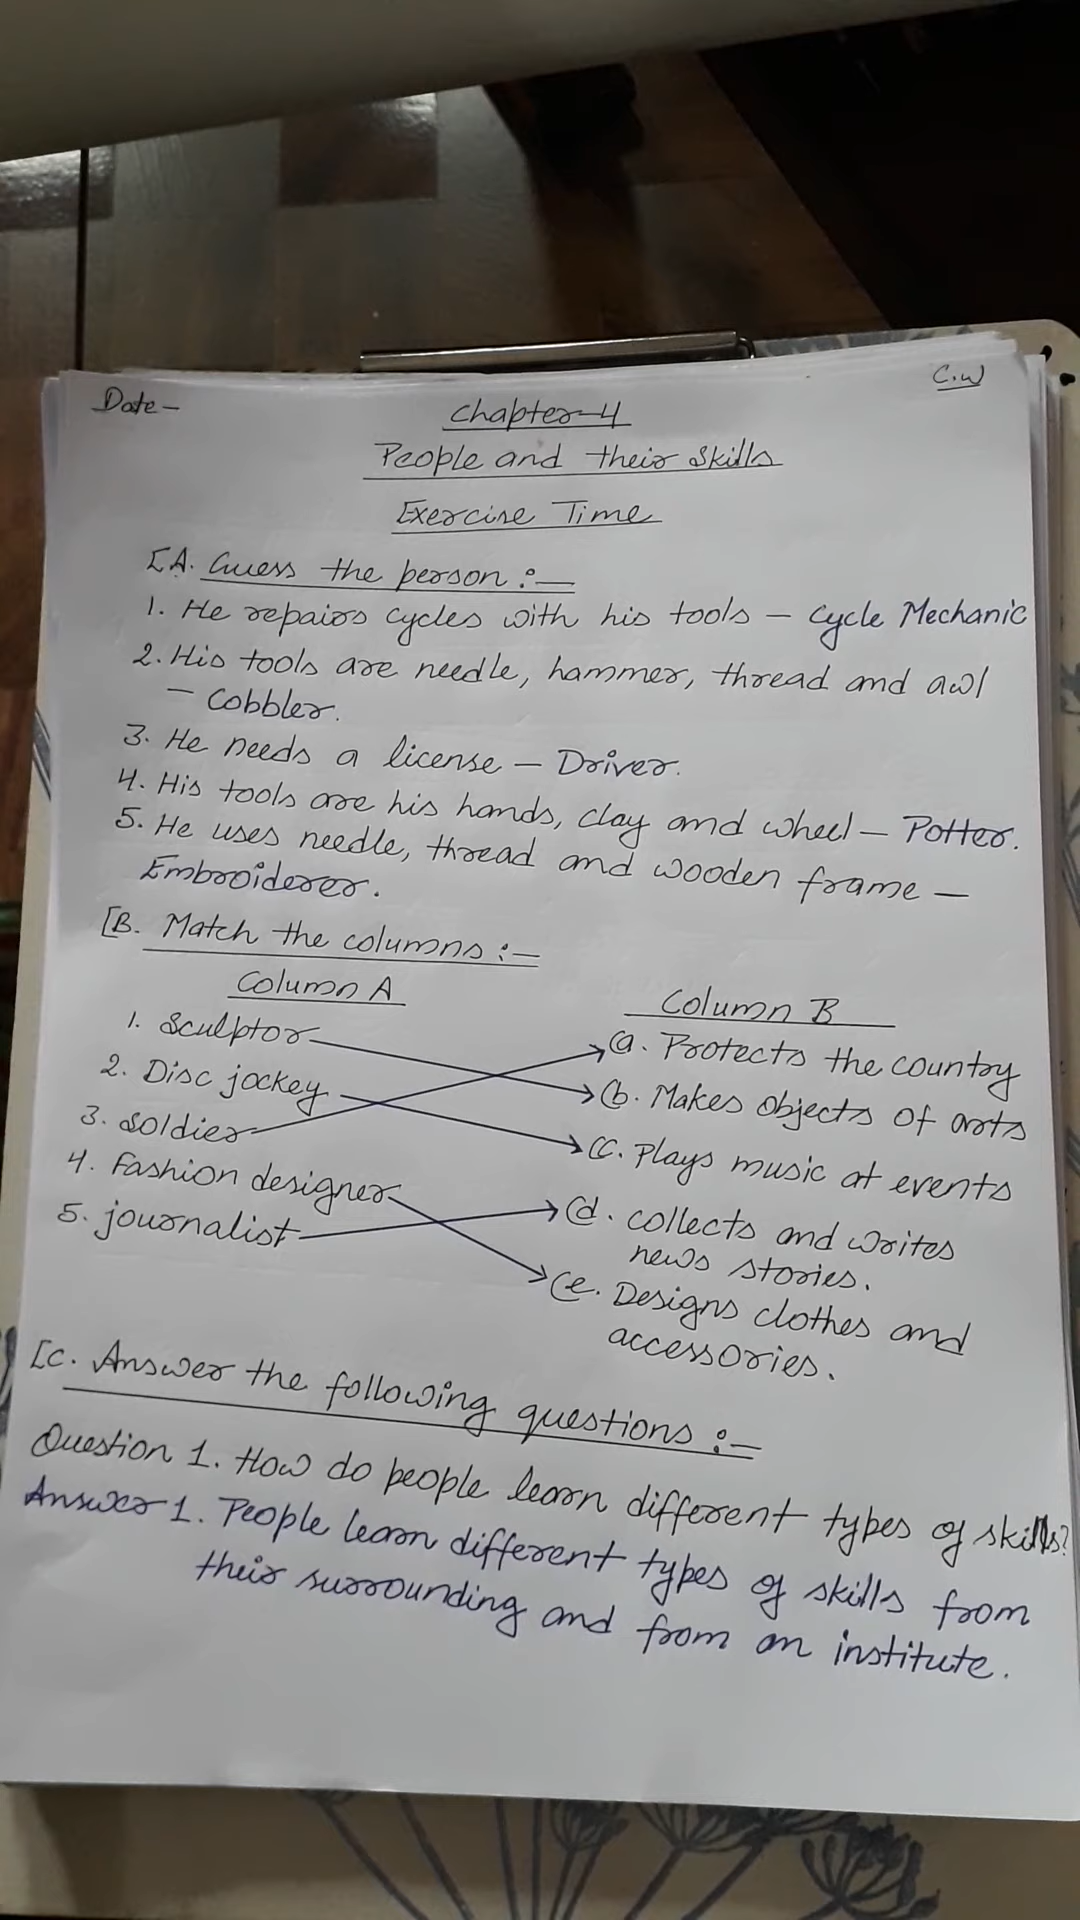 Date-
C.W
Chapter-4
People and their Skills
Exercise Time
[A. Guess the person :-
1. He repairs cycles with his tools - Cycle Mechanic
2. His tools are needle, hammer, thread and awl
- Cobbler.
3. He needs a license - Driver.
4. His tools are his hands, clay and wheel - Potter.
5. He uses needle, thread and wooden frame -
Embroiderer.
[B. Match the columns :-
Column A
Column B
1. Sculptor
(a. Protects the country
2. Disc jockey
(b. Makes objects of arts
3. Soldier
(c. Plays music at events
4. Fashion designer
(d. collects and writes
news stories.
5. journalist
(e. Designs clothes and
accessories.
[C. Answer the following questions :-
Question 1. How do people learn different types of skills?
Answer 1. People learn different types of skills from
their surrounding and from an institute.